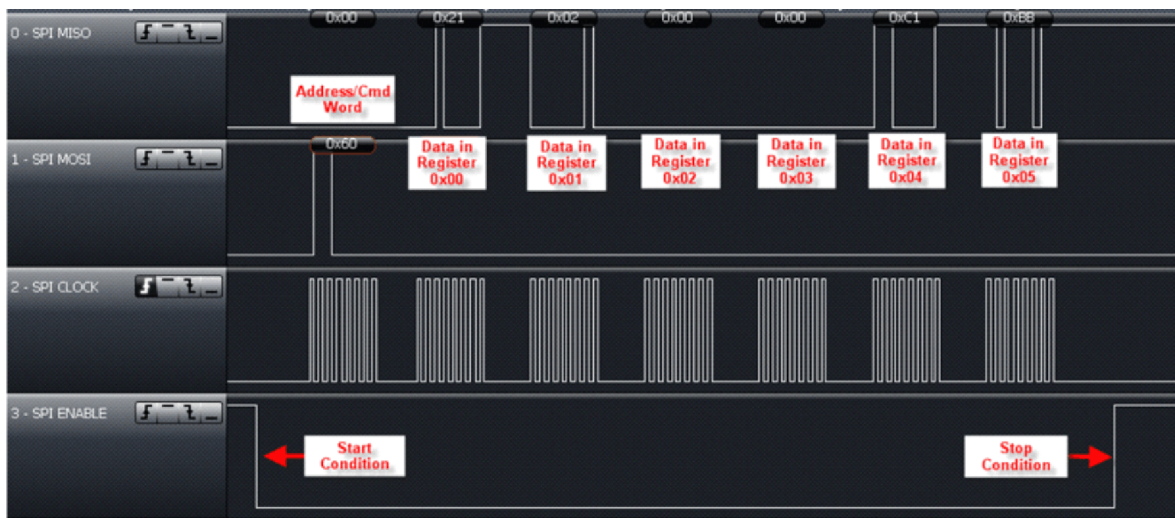 0x00 0x21 0x02 0x00 0x00 0xC1 0xBB
0 - SPI MISO
Address/Cmd
Word
0x60
1 - SPI MOSI
Data in
Register
0x00
Data in
Register
0x01
Data in
Register
0x02
Data in
Register
0x03
Data in
Register
0x04
Data in
Register
0x05
2 - SPI CLOCK
3 - SPI ENABLE
Start
Condition
Stop
Condition